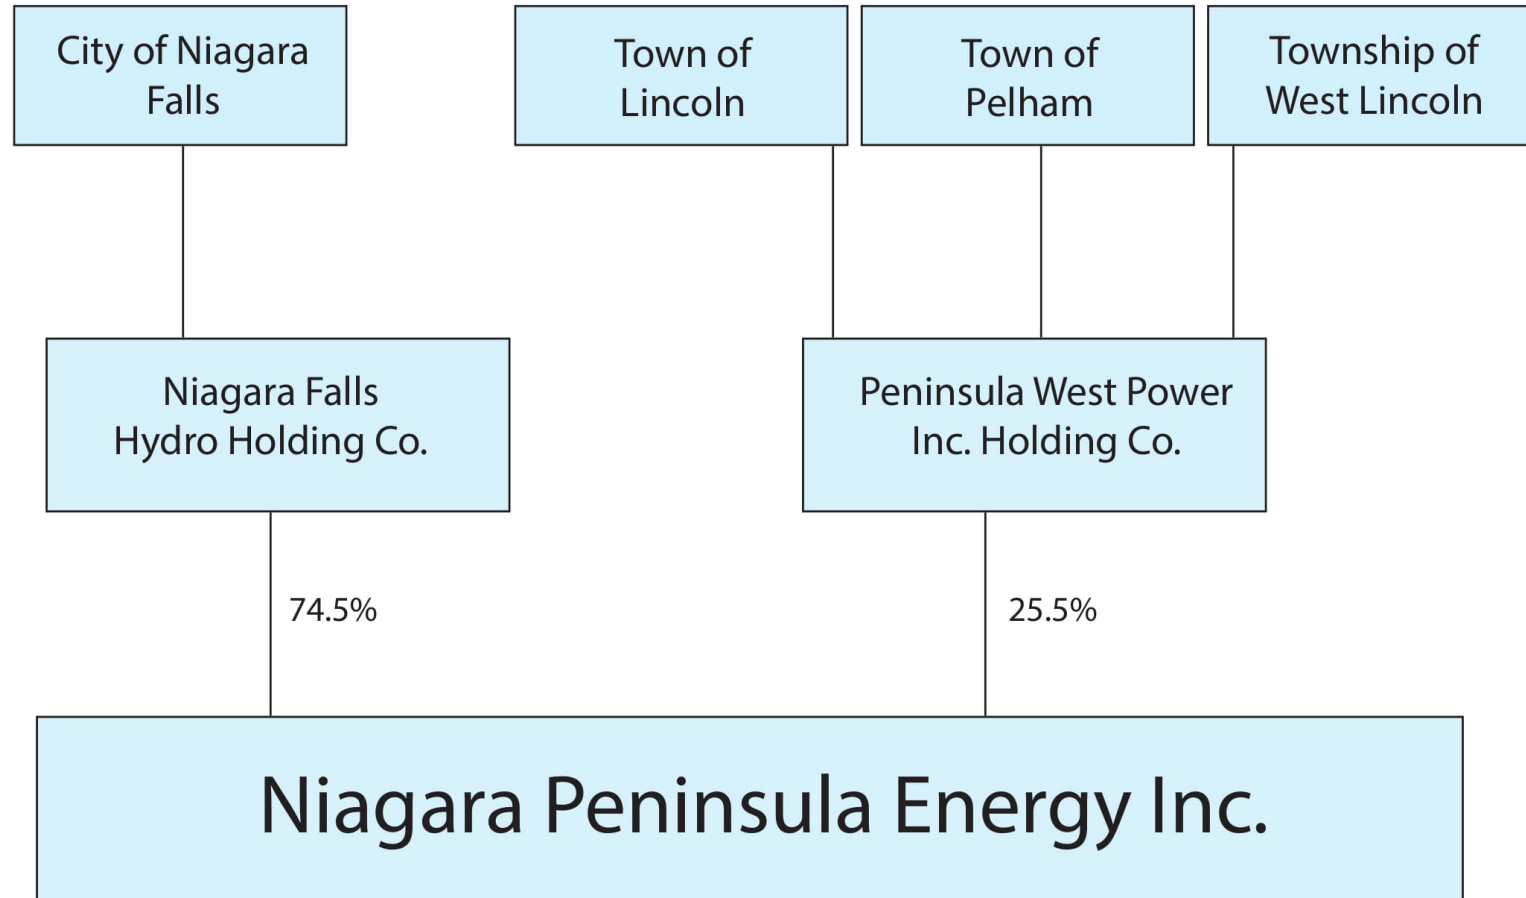 City of Niagara
Falls
Town of
Lincoln
Town of
Pelham
Township of
West Lincoln
Niagara Falls
Hydro Holding Co.
Peninsula West Power
Inc. Holding Co.
74.5%
25.5%
Niagara Peninsula Energy Inc.